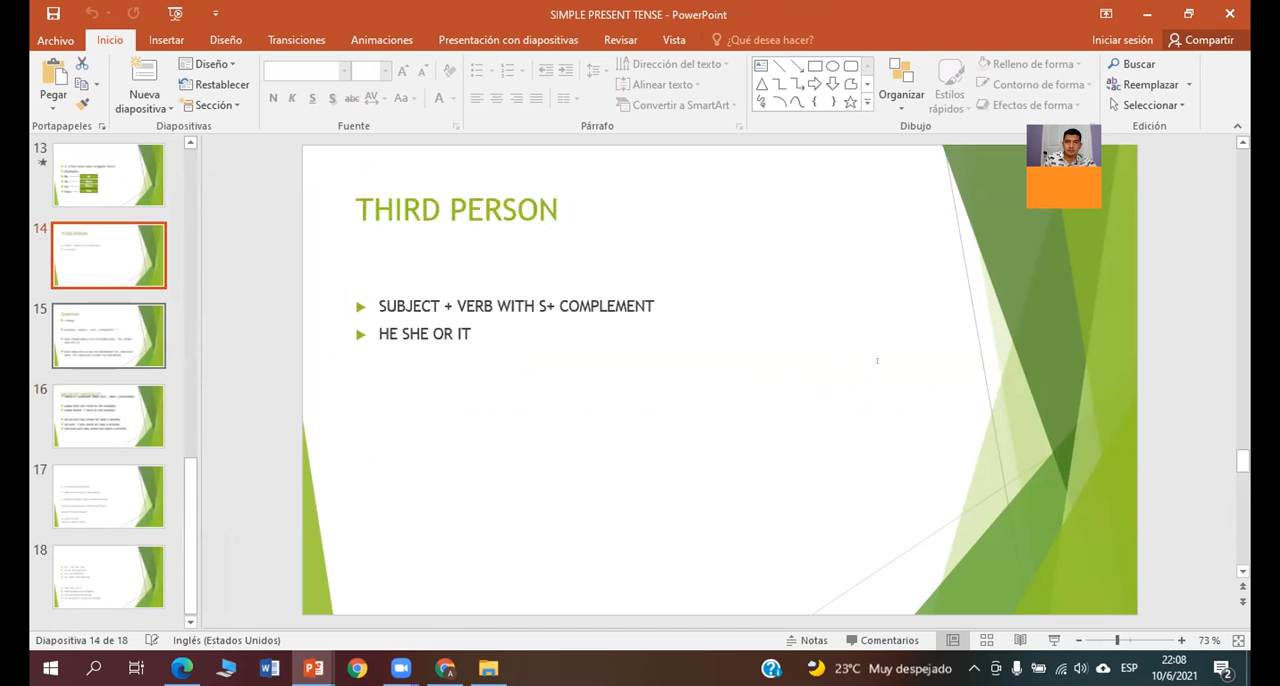 SIMPLE PRESENT TENSE - PowerPoint
Archivo Inicio Insertar Diseño Transiciones Animaciones Presentación con diapositivas Revisar Vista ¿Qué desea hacer? Iniciar sesión Compartir
Pegar
Nueva diapositiva
Diseño
Restablecer
Sección
N K S S abc AV Aa A
Dirección del texto
Alinear texto
Convertir a SmartArt
Organizar
Estilos rápidos
Relleno de forma
Contorno de forma
Efectos de forma
Buscar
Reemplazar
Seleccionar
Portapapeles Diapositivas Fuente Párrafo Dibujo Edición
13
14
15
16
17
18
THIRD PERSON
SUBJECT + VERB WITH S+ COMPLEMENT
HE SHE OR IT
Diapositiva 14 de 18 Inglés (Estados Unidos) Notas Comentarios 73 %
23°C Muy despejado ESP 22:08
10/6/2021 2